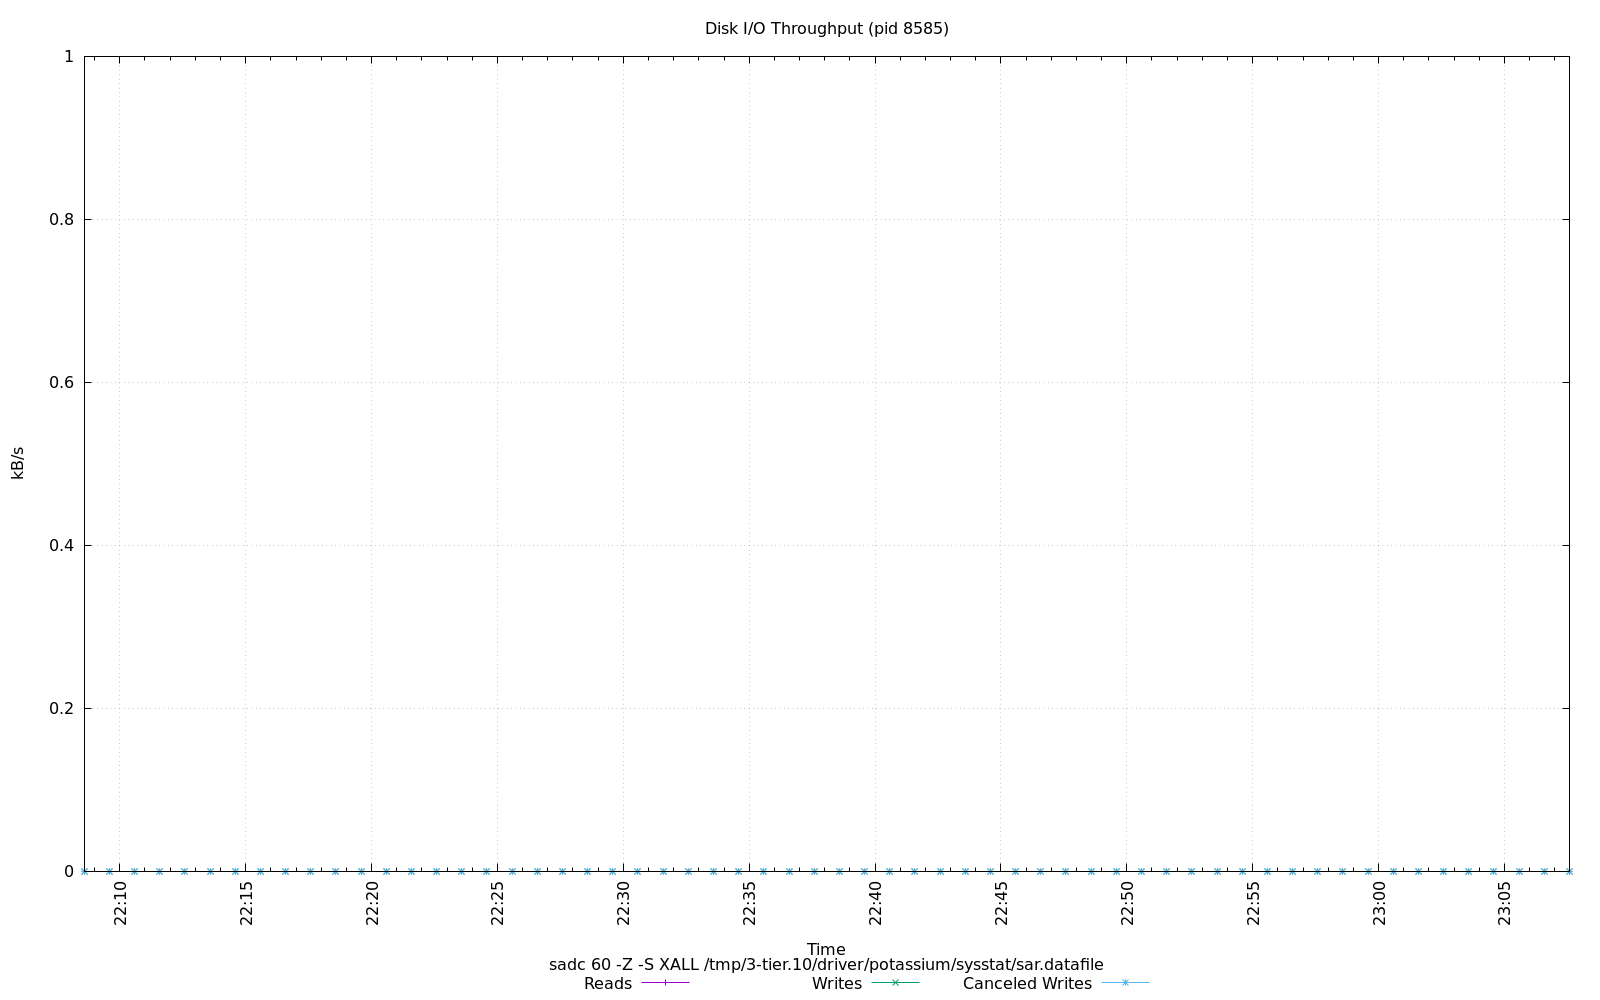 Disk I/O Throughput (pid 8585)
1
0.8
0.6
0.4
0.2
0
kB/s
22:10 22:15 22:20 22:25 22:30 22:35 22:40 22:45 22:50 22:55 23:00 23:05
Time
sadc 60 -Z -S XALL /tmp/3-tier.10/driver/potassium/sysstat/sar.datafile
Reads Writes Canceled Writes